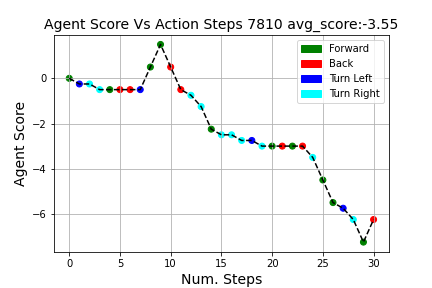 Agent Score Vs Action Steps 7810 avg_score:-3.55
Agent Score
0
−2
−4
−6
Forward
Back
Turn Left
Turn Right
0 5 10 15 20 25 30
Num. Steps